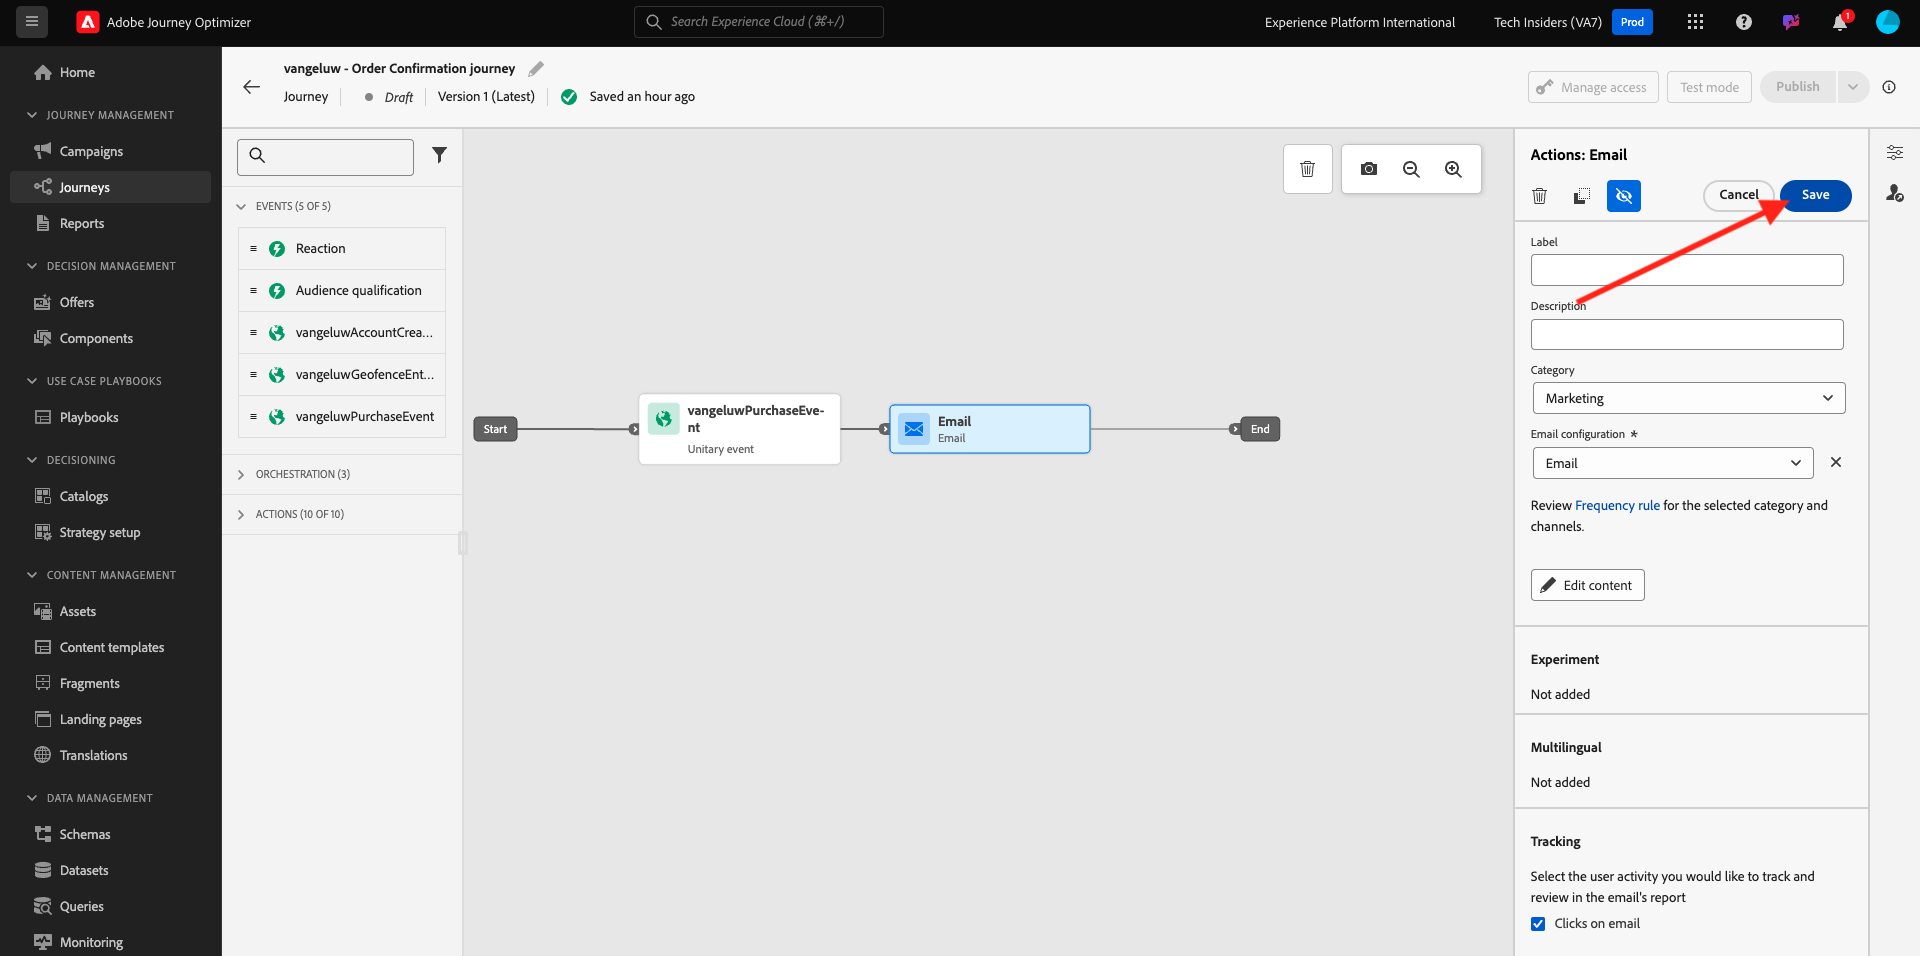 Adobe Journey Optimizer
Search Experience Cloud (⌘+/)
Experience Platform International
Tech Insiders (VA7)
Prod
1
Home
JOURNEY MANAGEMENT
Campaigns
Journeys
Reports
DECISION MANAGEMENT
Offers
Components
USE CASE PLAYBOOKS
Playbooks
DECISIONING
Catalogs
Strategy setup
CONTENT MANAGEMENT
Assets
Content templates
Fragments
Landing pages
Translations
DATA MANAGEMENT
Schemas
Datasets
Queries
Monitoring
vangeluw - Order Confirmation journey
Journey
Draft
Version 1 (Latest)
Saved an hour ago
Manage access
Test mode
Publish
EVENTS (5 OF 5)
Reaction
Audience qualification
vangeluwAccountCrea...
vangeluwGeofenceEnt...
vangeluwPurchaseEvent
ORCHESTRATION (3)
ACTIONS (10 OF 10)
Start
vangeluwPurchaseEve-
nt
Unitary event
Email
Email
End
Actions: Email
Cancel
Save
Label
Description
Category
Marketing
Email configuration *
Email
Review Frequency rule for the selected category and
channels.
Edit content
Experiment
Not added
Multilingual
Not added
Tracking
Select the user activity you would like to track and
review in the email's report
Clicks on email